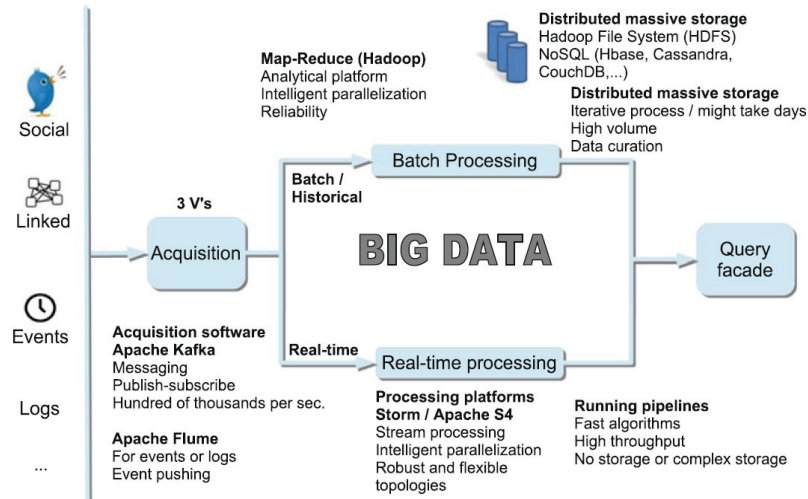 Social
Linked
Events
Logs
...
3 V's
Acquisition
Acquisition software
Apache Kafka
Messaging
Publish-subscribe
Hundred of thousands per sec.
Apache Flume
For events or logs
Event pushing
Map-Reduce (Hadoop)
Analytical platform
Intelligent parallelization
Reliability
Batch /
Historical
Batch Processing
Distributed massive storage
Hadoop File System (HDFS)
NoSQL (Hbase, Cassandra,
CouchDB,...)
Distributed massive storage
Iterative process / might take days
High volume
Data curation
BIG DATA
Real-time
Real-time processing
Processing platforms
Storm / Apache S4
Stream processing
Intelligent parallelization
Robust and flexible
topologies
Running pipelines
Fast algorithms
High throughput
No storage or complex storage
Query
facade